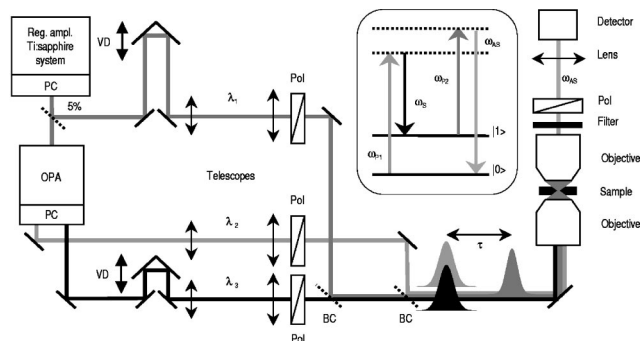 Reg. ampl.
Ti:sapphire
system
PC
5%
VD
λ1
Pol
OPA
PC
Telescopes
λ2
Pol
VD
λ3
Pol
BC
BC
τ
ωAS
ωP2
ωS
ωP1
|1>
|0>
Detector
Lens
ωAS
Pol
Filter
Objective
Sample
Objective